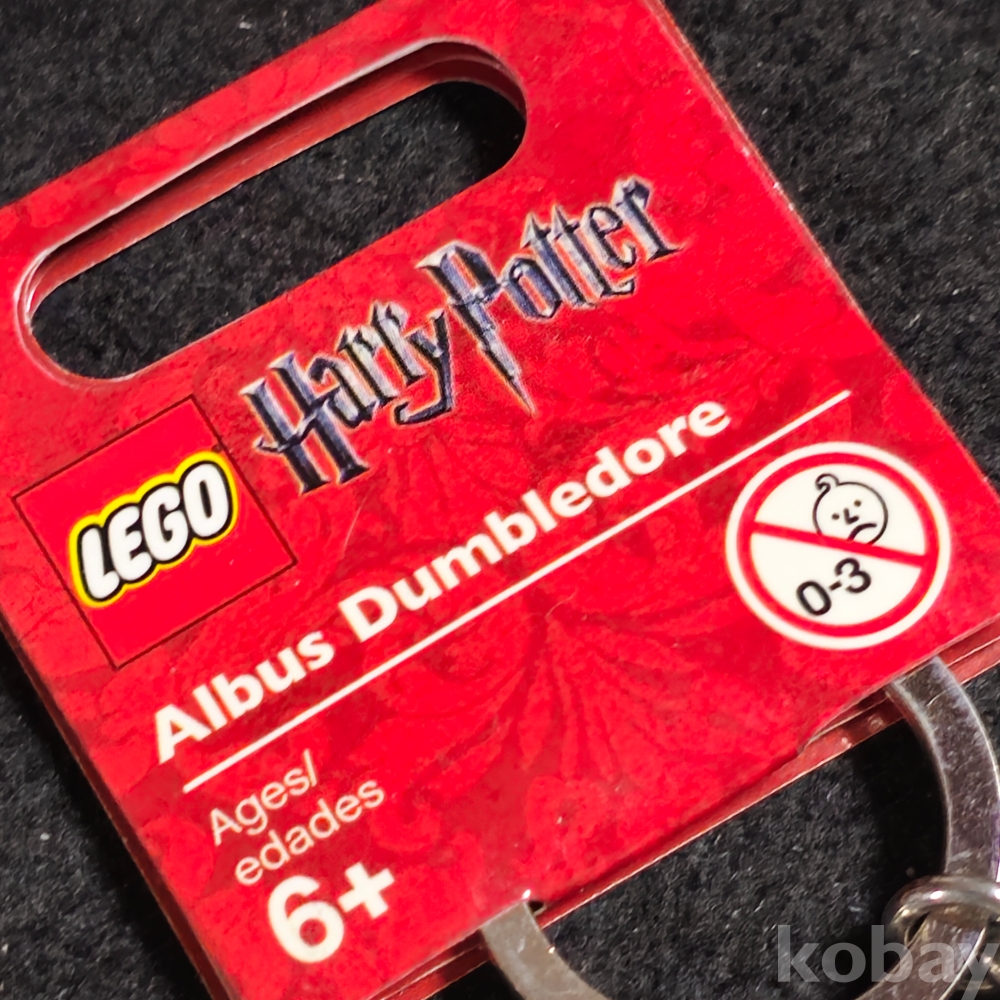 Harry Potter
LEGO
Albus Dumbledore
0-3
Ages/
edades
6+
kobay